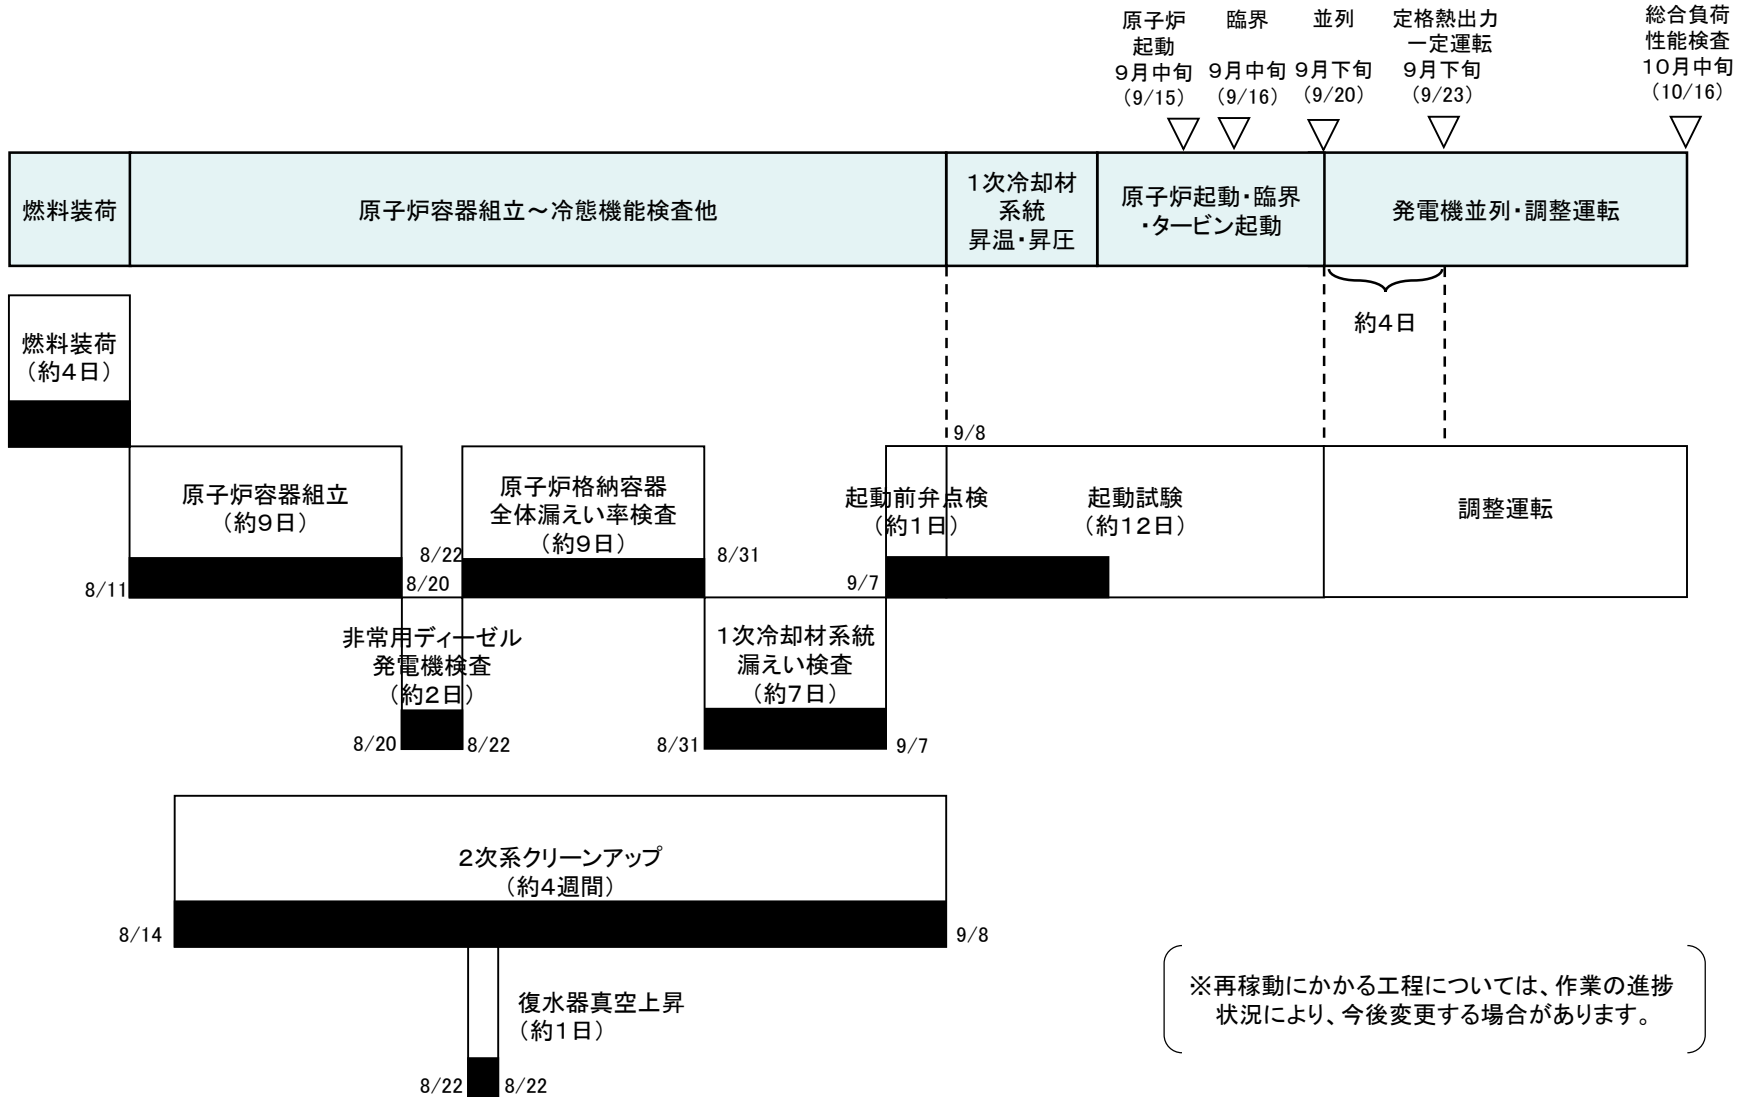 原子炉
起動
9月中旬
(9/15)
臨界
9月中旬
(9/16)
並列
9月下旬
(9/20)
定格熱出力
一定運転
9月下旬
(9/23)
総合負荷
性能検査
10月中旬
(10/16)
燃料装荷
原子炉容器組立～冷態機能検査他
1次冷却材
系統
昇温・昇圧
原子炉起動・臨界
・タービン起動
発電機並列・調整運転
約4日
燃料装荷
(約4日)
9/8
原子炉容器組立
(約9日)
原子炉格納容器
全体漏えい率検査
(約9日)
起動前弁点検
(約1日)
起動試験
(約12日)
調整運転
8/11
8/20
8/22
8/31
9/7
非常用ディーゼル
発電機検査
(約2日)
1次冷却材系統
漏えい検査
(約7日)
8/20
8/22
8/31
9/7
2次系クリーンアップ
(約4週間)
8/14
9/8
復水器真空上昇
(約1日)
8/22
8/22
※再稼動にかかる工程については、作業の進捗
状況により、今後変更する場合があります。